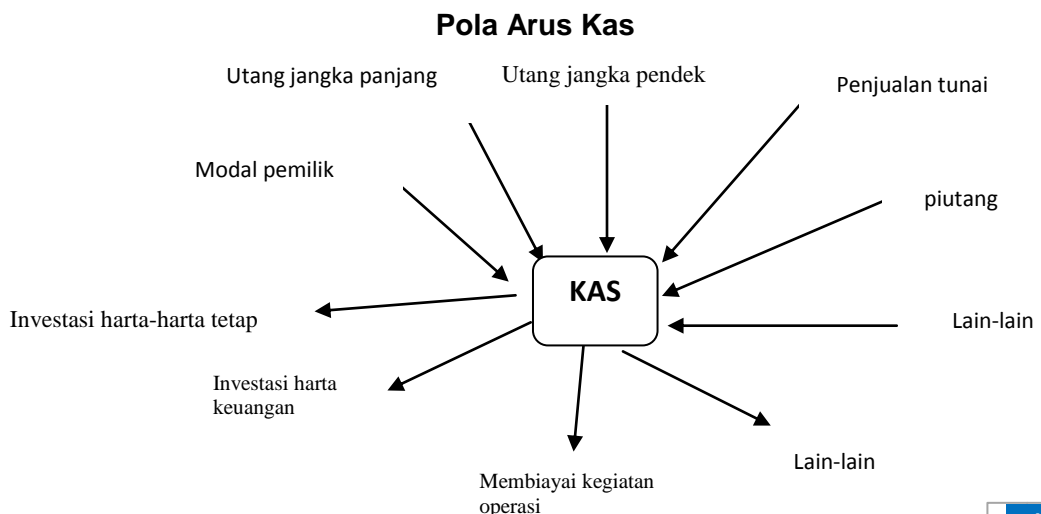 Pola Arus Kas
Utang jangka panjang
Utang jangka pendek
Penjualan tunai
Modal pemilik
piutang
KAS
Investasi harta-harta tetap
Lain-lain
Investasi harta
keuangan
Lain-lain
Membiayai kegiatan
operasi